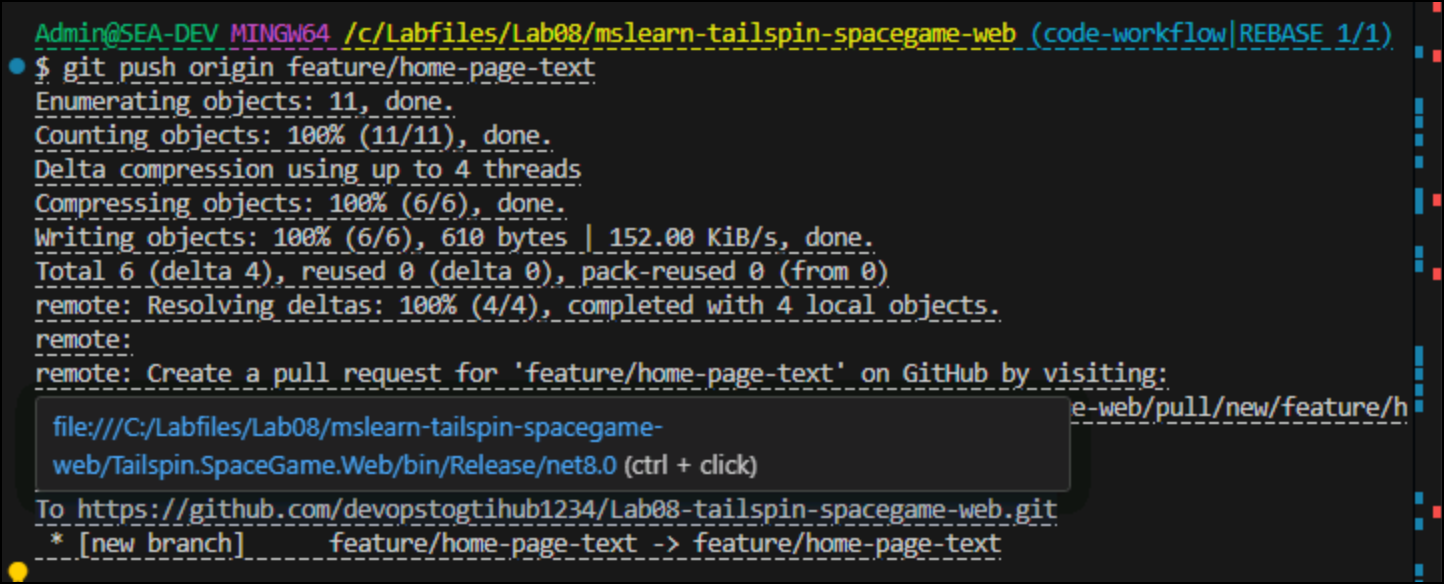 Admin@SEA-DEV MINGW64 /c/Labfiles/Lab08/mslearn-tailspin-spacegame-web (code-workflow|REBASE 1/1)
$ git push origin feature/home-page-text
Enumerating objects: 11, done.
Counting objects: 100% (11/11), done.
Delta compression using up to 4 threads
Compressing objects: 100% (6/6), done.
Writing objects: 100% (6/6), 610 bytes | 152.00 KiB/s, done.
Total 6 (delta 4), reused 0 (delta 0), pack-reused 0 (from 0)
remote: Resolving deltas: 100% (4/4), completed with 4 local objects.
remote:
remote: Create a pull request for 'feature/home-page-text' on GitHub by visiting:
e-web/pull/new/feature/h
file:///C:/Labfiles/Lab08/mslearn-tailspin-spacegame-
web/Tailspin.SpaceGame.Web/bin/Release/net8.0 (ctrl + click)
To https://github.com/devopstogtihub1234/Lab08-tailspin-spacegame-web.git
* [new branch]      feature/home-page-text -> feature/home-page-text